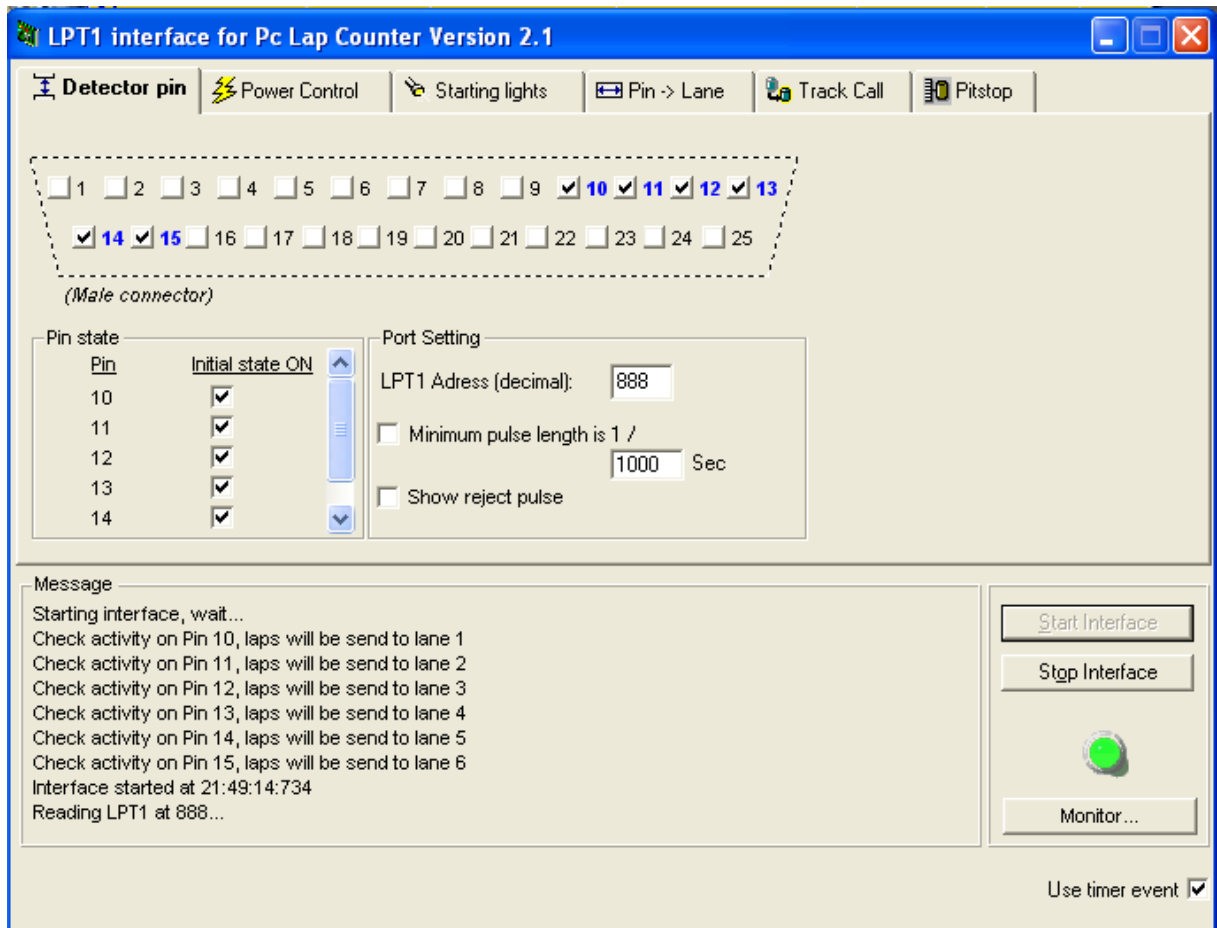 LPT1 interface for Pc Lap Counter Version 2.1
Detector pin Power Control Starting lights Pin -> Lane Track Call Pitstop
1 2 3 4 5 6 7 8 9 10 11 12 13
14 15 16 17 18 19 20 21 22 23 24 25
(Male connector)
Pin state
Pin Initial state ON
10
11
12
13
14
Port Setting
LPT1 Adress (decimal): 888
Minimum pulse length is 1 /
1000 Sec
Show reject pulse
Message
Starting interface, wait...
Check activity on Pin 10, laps will be send to lane 1
Check activity on Pin 11, laps will be send to lane 2
Check activity on Pin 12, laps will be send to lane 3
Check activity on Pin 13, laps will be send to lane 4
Check activity on Pin 14, laps will be send to lane 5
Check activity on Pin 15, laps will be send to lane 6
Interface started at 21:49:14:734
Reading LPT1 at 888...
Start Interface
Stop Interface
Monitor...
Use timer event